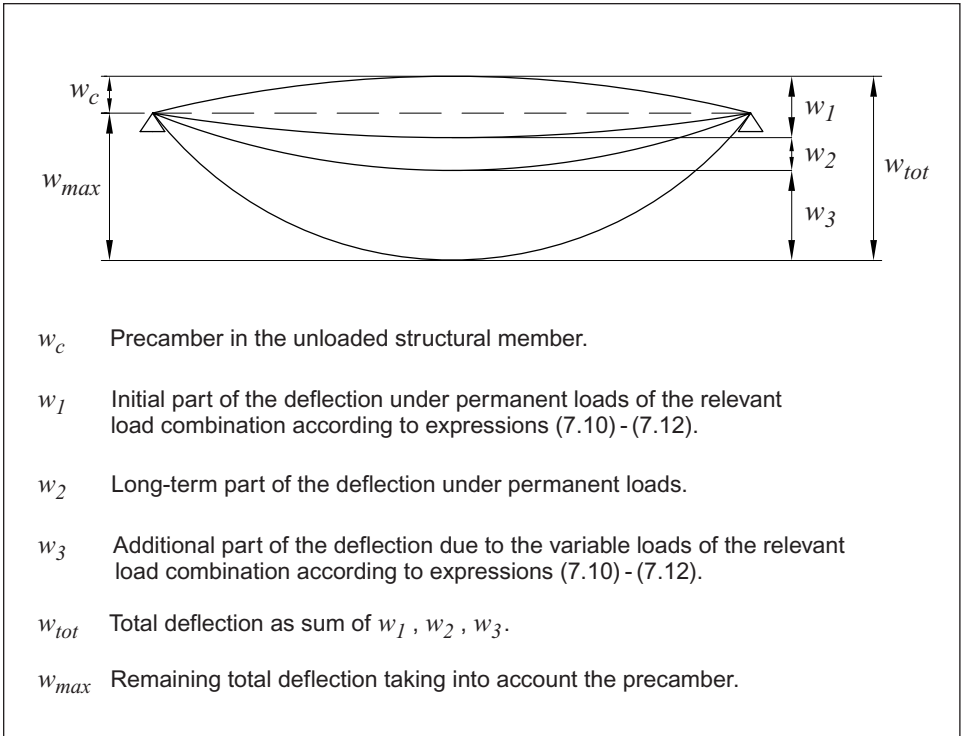 w_c
w_max
w_1
w_2
w_3
w_tot
w_c Precamber in the unloaded structural member.
w_1 Initial part of the deflection under permanent loads of the relevant
load combination according to expressions (7.10) - (7.12).
w_2 Long-term part of the deflection under permanent loads.
w_3 Additional part of the deflection due to the variable loads of the relevant
load combination according to expressions (7.10) - (7.12).
w_tot Total deflection as sum of w_1 , w_2 , w_3.
w_max Remaining total deflection taking into account the precamber.